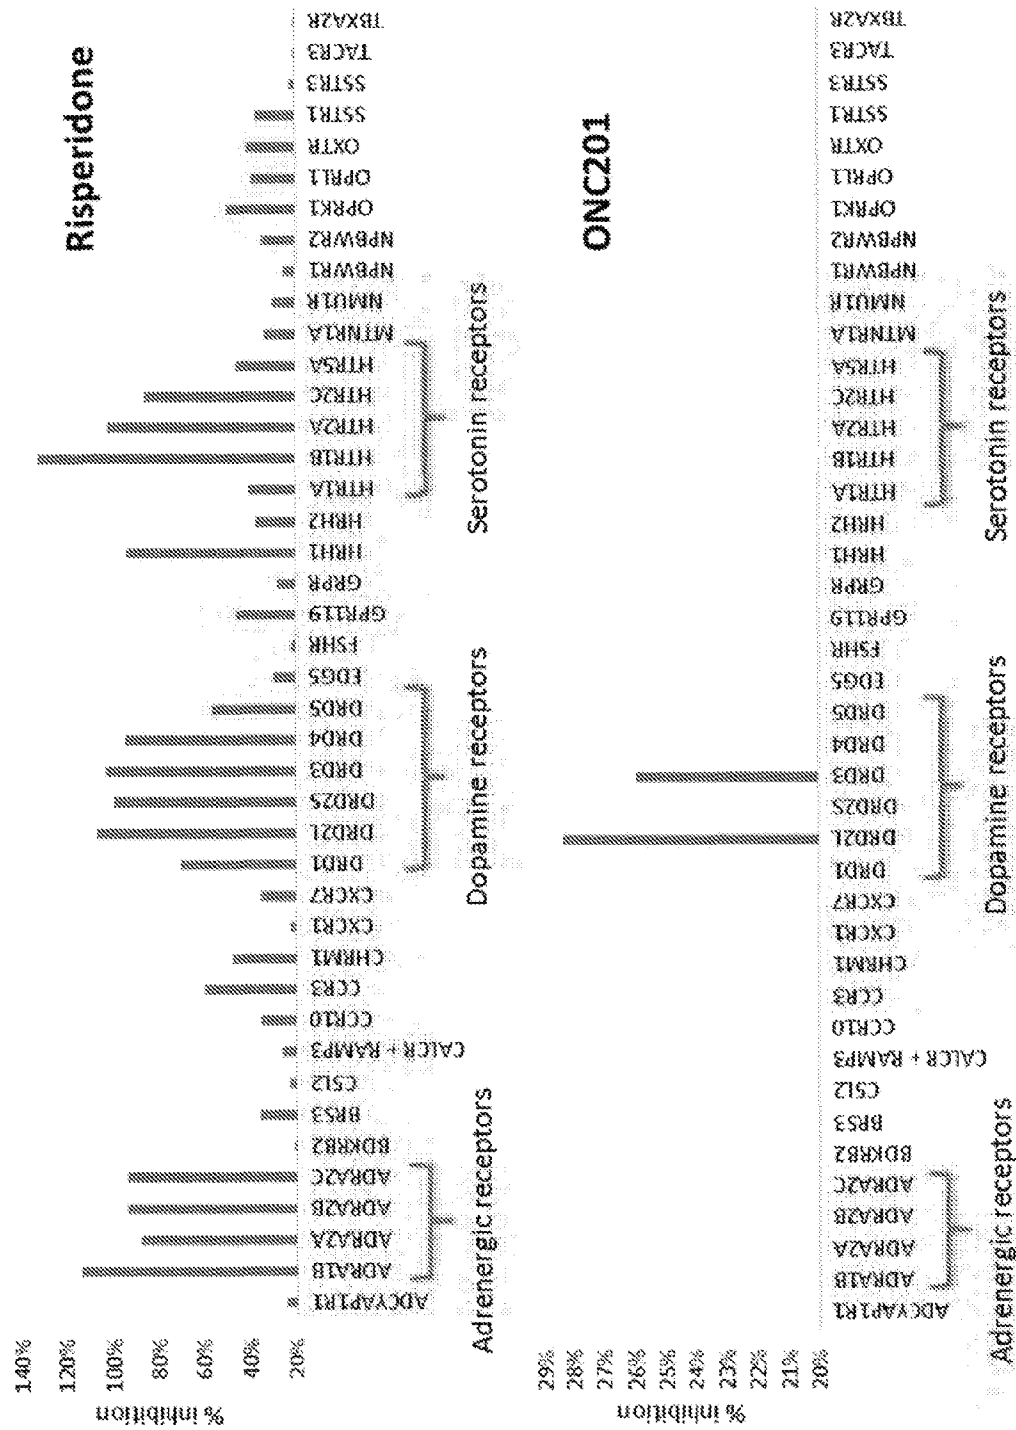 Risperidone
% inhibition
140%
120%
100%
80%
60%
40%
20%
ADCYAP1R1
ADRA1B
ADRA2A
ADRA2B
ADRA2C
BDKRB2
BRS3
C5L2
CALCR + RAMP3
CCR10
CCR3
CHRM1
CXCR1
CXCR7
DRD1
DRD2L
DRD2S
DRD3
DRD4
DRD5
EDG5
FSHR
GPR119
GRPR
HRH1
HRH2
HTR1A
HTR1B
HTR2A
HTR2C
HTR5A
MTNR1A
NMU1R
NPBWR1
NPBWR2
OPRK1
OPRL1
OXTR
SSTR1
SSTR3
TACR3
TBXA2R
Adrenergic receptors
Dopamine receptors
Serotonin receptors
ONC201
% inhibition
29%
28%
27%
26%
25%
24%
23%
22%
21%
20%
ADCYAP1R1
ADRA1B
ADRA2A
ADRA2B
ADRA2C
BDKRB2
BRS3
C5L2
CALCR + RAMP3
CCR10
CCR3
CHRM1
CXCR1
CXCR7
DRD1
DRD2L
DRD2S
DRD3
DRD4
DRD5
EDG5
FSHR
GPR119
GRPR
HRH1
HRH2
HTR1A
HTR1B
HTR2A
HTR2C
HTR5A
MTNR1A
NMU1R
NPBWR1
NPBWR2
OPRK1
OPRL1
OXTR
SSTR1
SSTR3
TACR3
TBXA2R
Adrenergic receptors
Dopamine receptors
Serotonin receptors